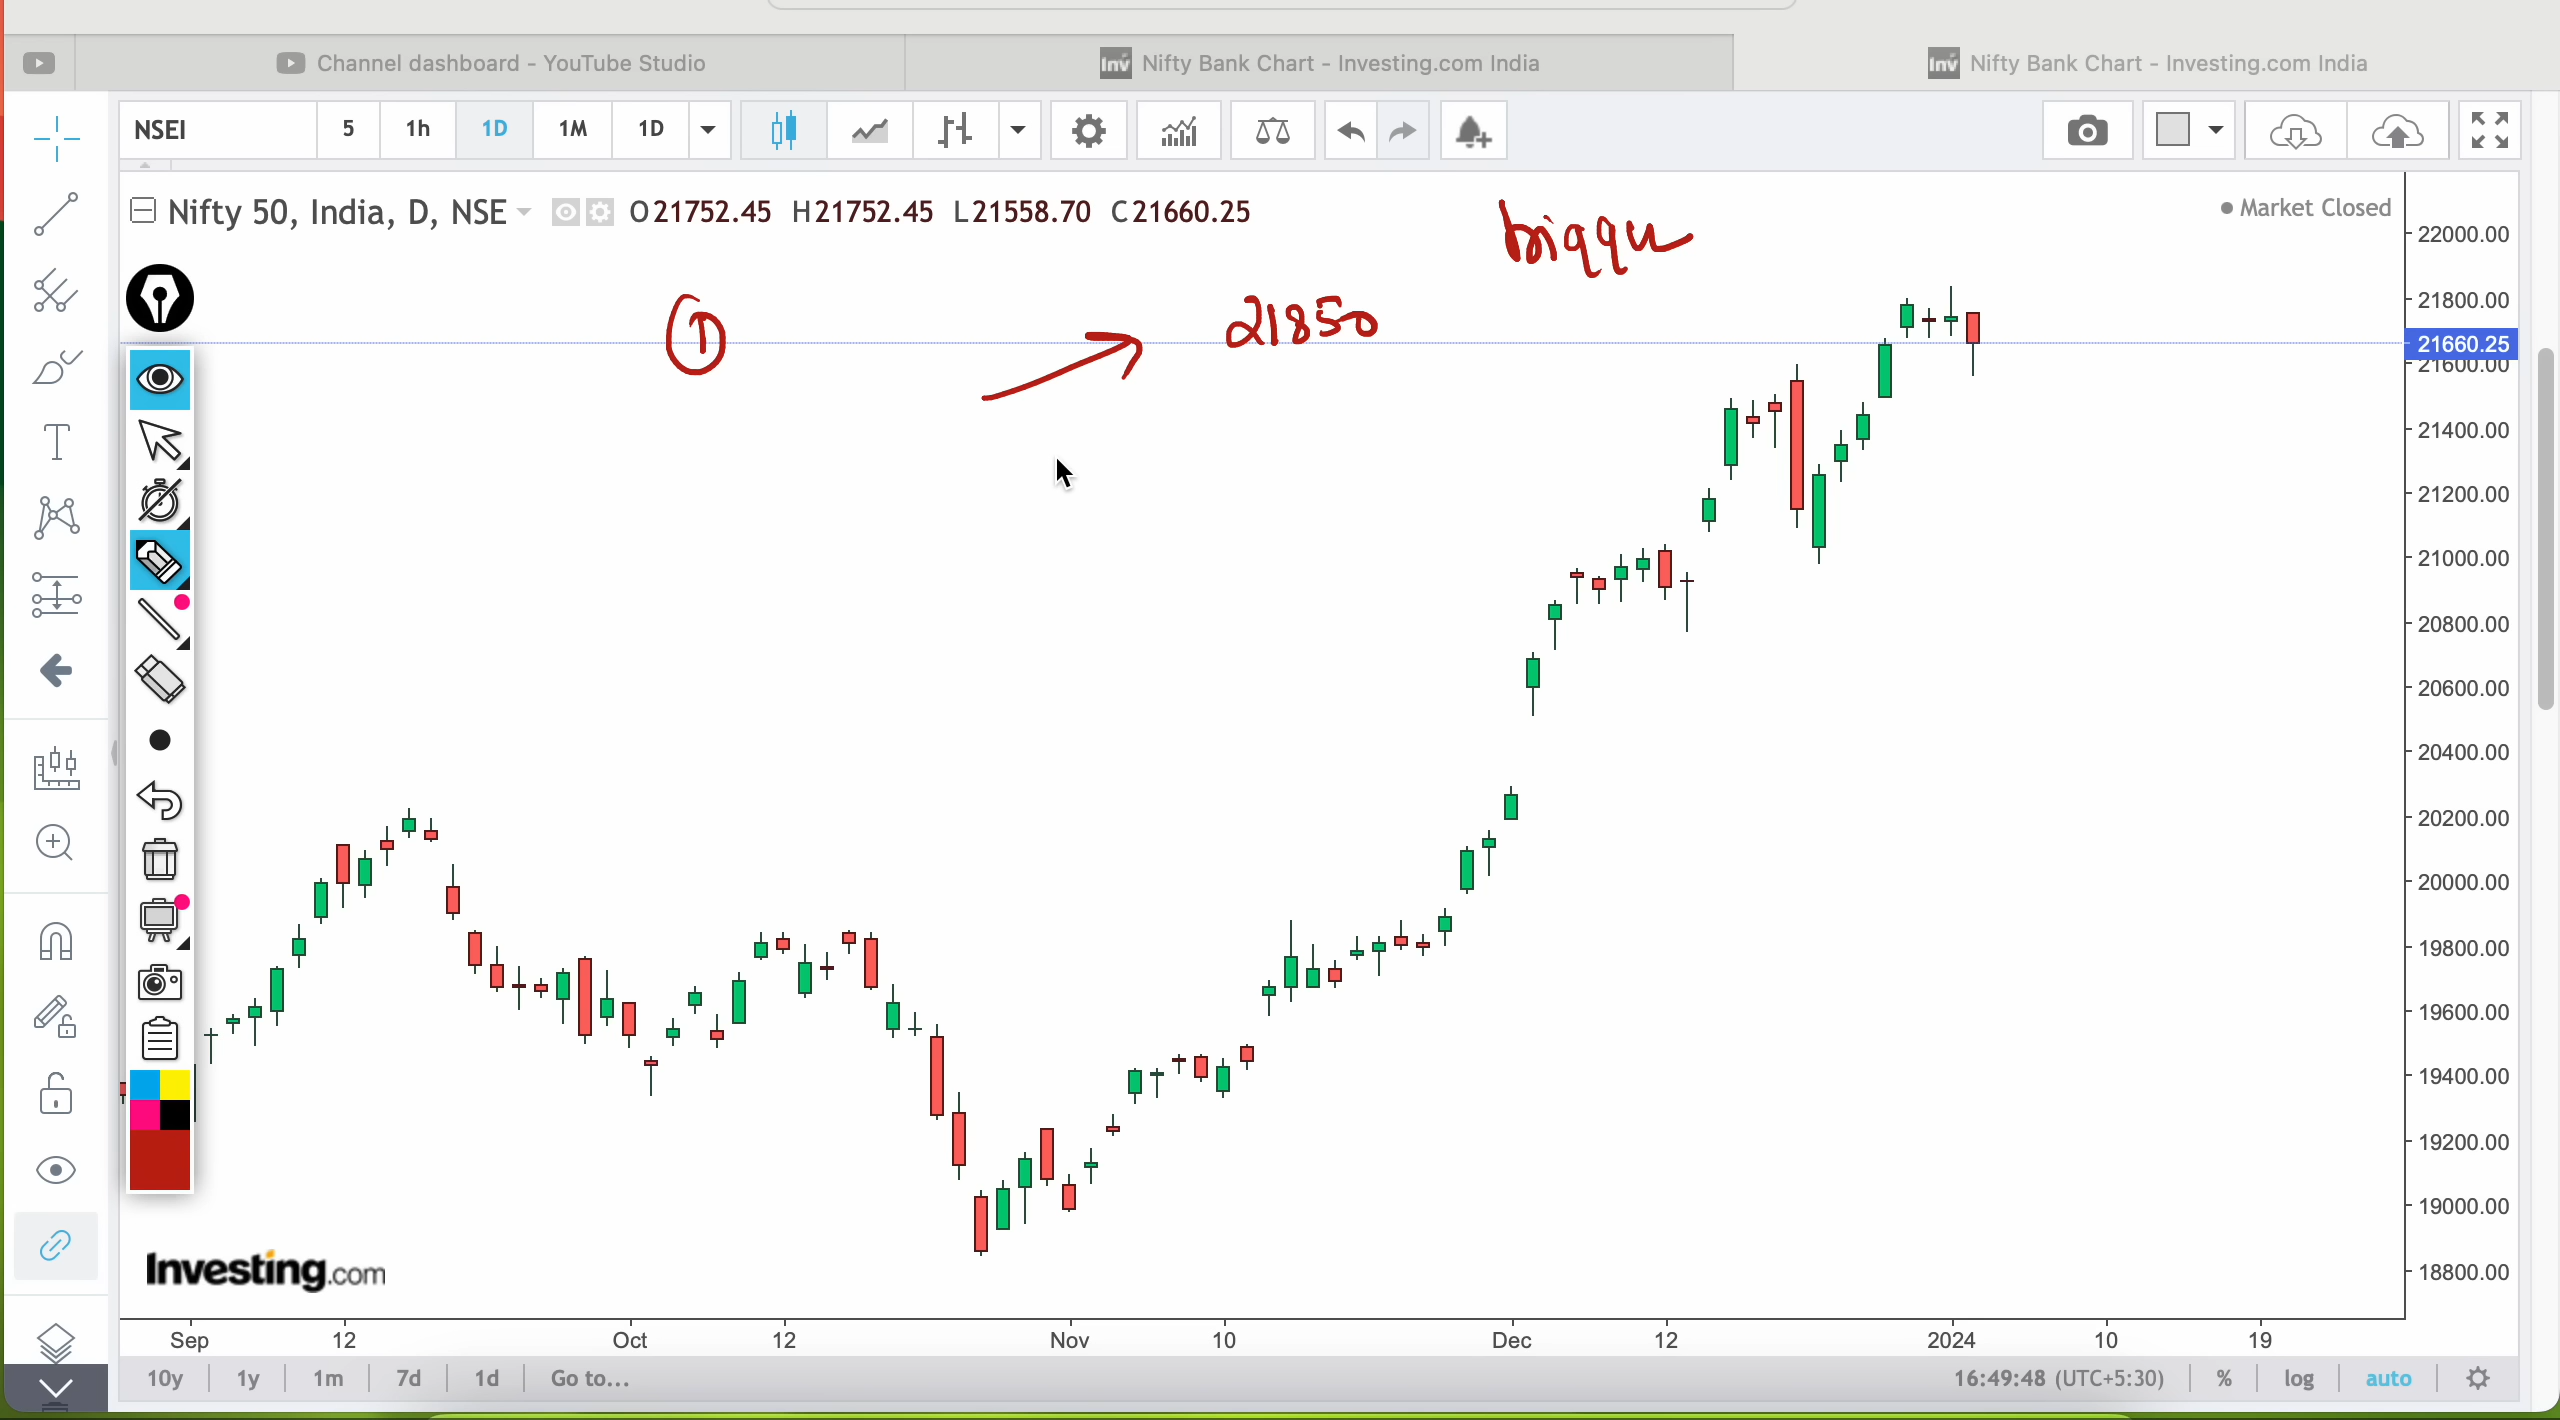 Channel dashboard - YouTube Studio
Inv Nifty Bank Chart - Investing.com India
Inv Nifty Bank Chart - Investing.com India
NSEI 5 1h 1D 1M 1D
Nifty 50, India, D, NSE O21752.45 H21752.45 L21558.70 C21660.25
Market Closed
22000.00
1 21850
21800.00
21660.25
21600.00
21400.00
21200.00
21000.00
20800.00
20600.00
20400.00
20200.00
20000.00
19800.00
19600.00
19400.00
19200.00
19000.00
18800.00
Investing.com
Sep 12 Oct 12 Nov 10 Dec 12 2024 10 19
10y 1y 1m 7d 1d Go to... 16:49:48 (UTC+5:30) % log auto